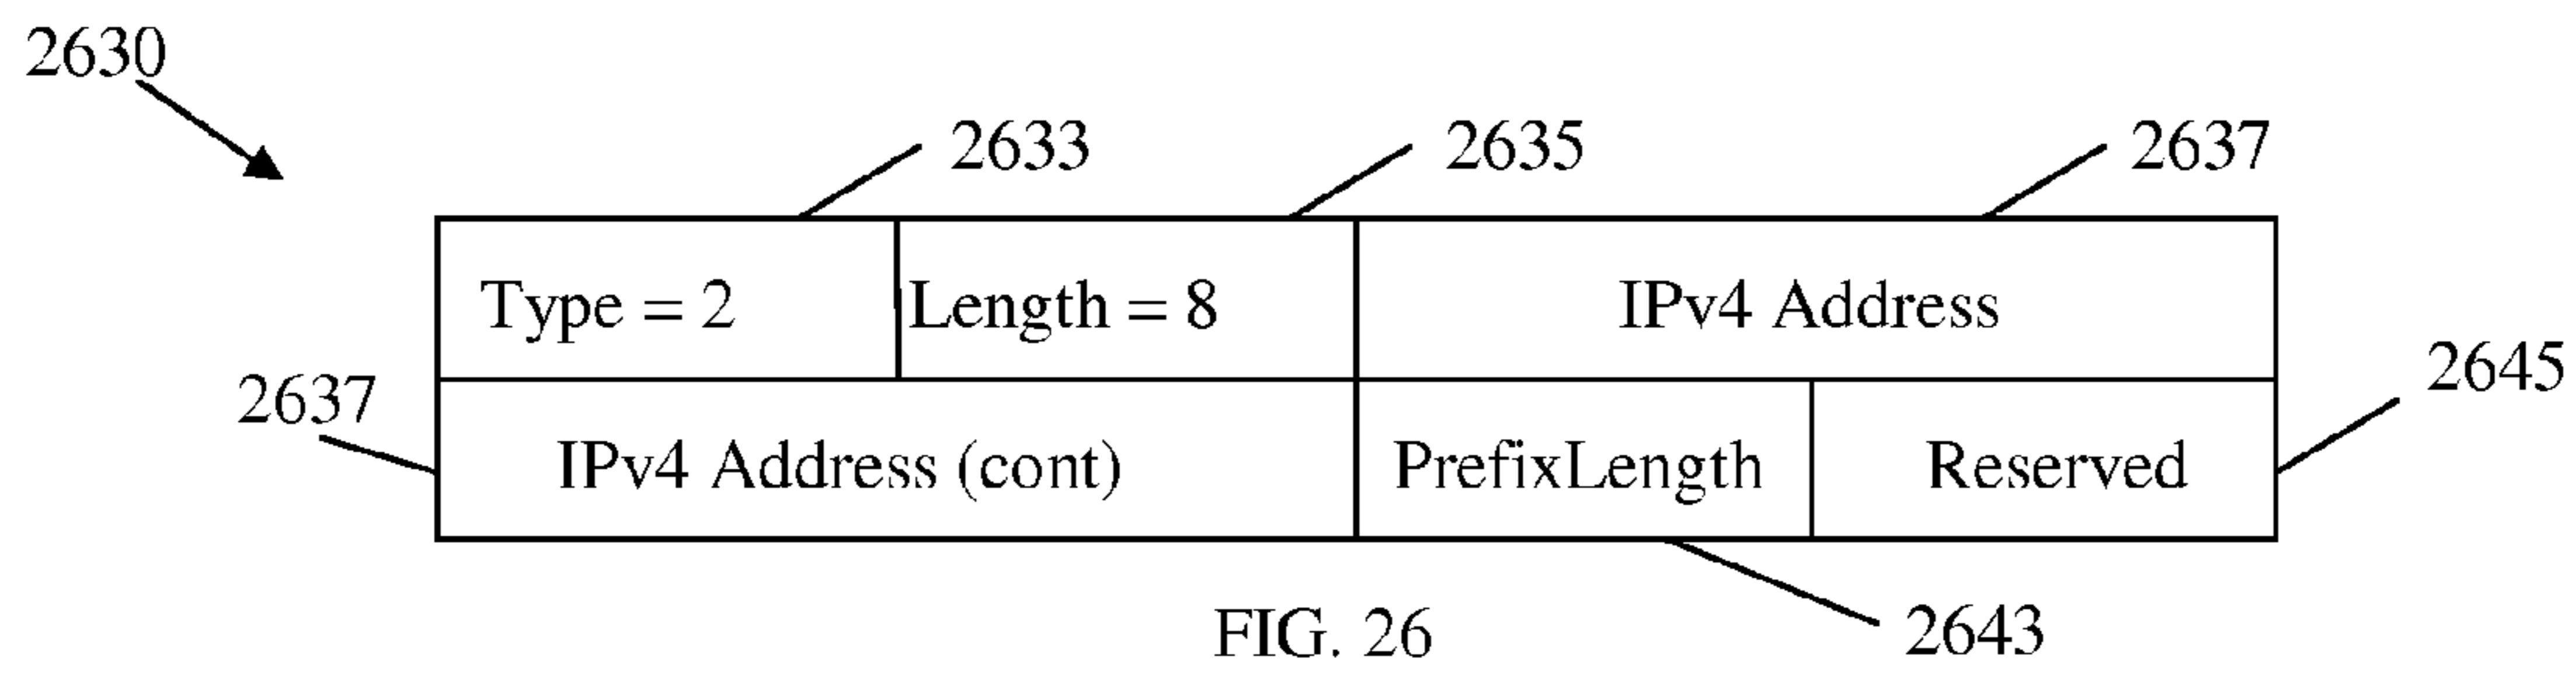 2630
2633 2635 2637
Type = 2 Length = 8 IPv4 Address
2637 2645
IPv4 Address (cont) PrefixLength Reserved
FIG. 26 2643